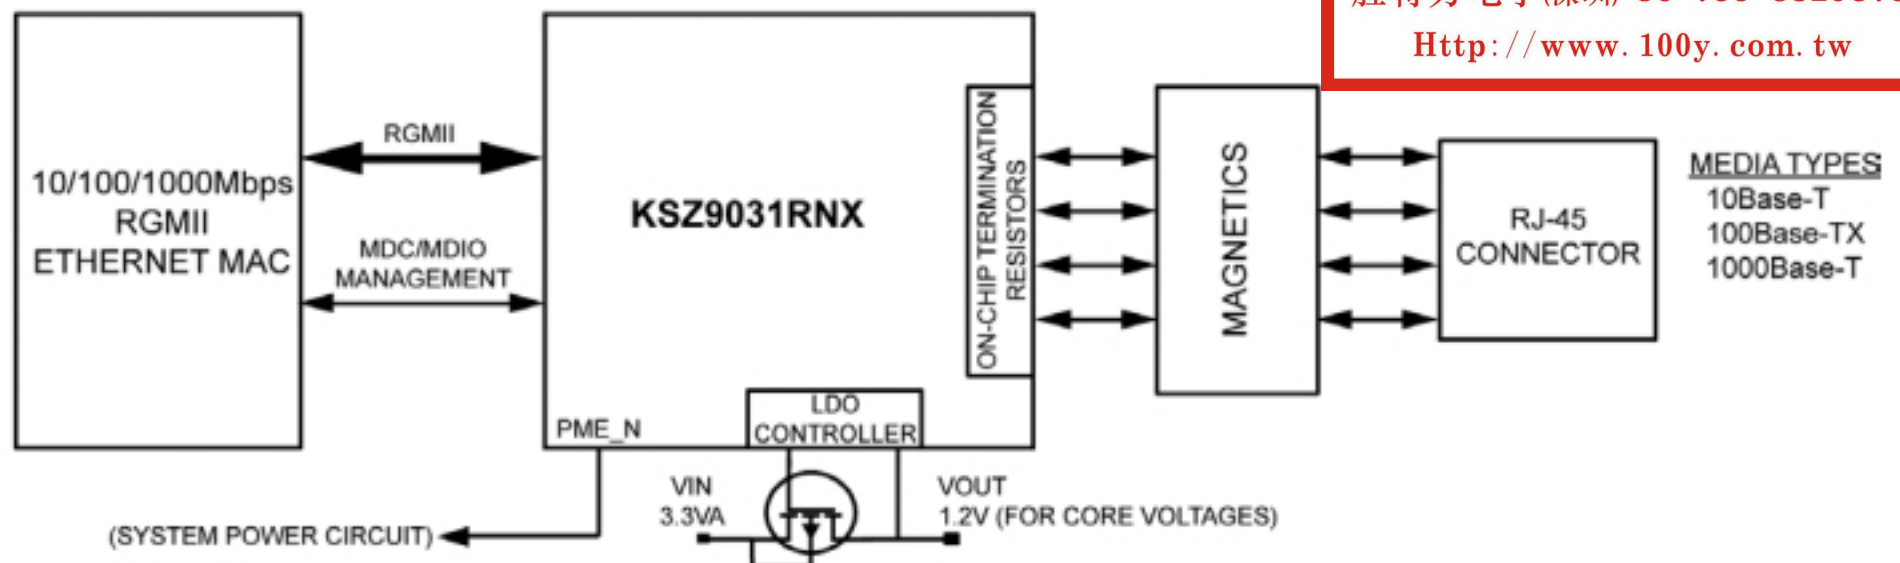 Http://www.100y.com.tw
RGMII
10/100/1000Mbps
RGMII
ETHERNET MAC
MDC/MDIO
MANAGEMENT
KSZ9031RNX
ON-CHIP TERMINATION
RESISTORS
MAGNETICS
RJ-45
CONNECTOR
MEDIA TYPES
10Base-T
100Base-TX
1000Base-T
PME_N
LDO
CONTROLLER
VIN
3.3VA
VOUT
1.2V (FOR CORE VOLTAGES)
(SYSTEM POWER CIRCUIT)